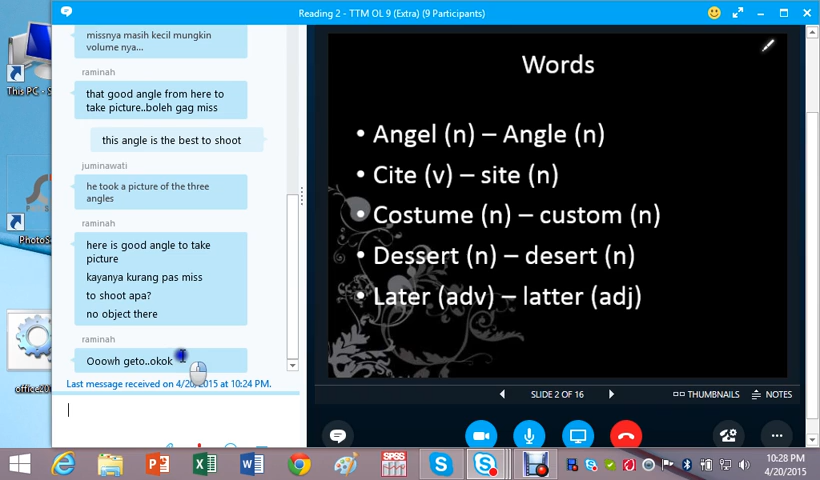 Reading 2 - TTM OL 9 (Extra) (9 Participants)
missnya masih kecil mungkin
volume nya...
raminah
that good angle from here to
take picture..boleh gag miss
this angle is the best to shoot
juminawati
he took a picture of the three
angles
raminah
here is good angle to take
picture
kayanya kurang pas miss
to shoot apa?
no object there
raminah
Ooowh geto..okok
Last message received on 4/20/2015 at 10:24 PM.
This PC - S
PhotoS
Words
• Angel (n) – Angle (n)
• Cite (v) – site (n)
• Costume (n) – custom (n)
• Dessert (n) – desert (n)
• Later (adv) – latter (adj)
SLIDE 2 OF 16
THUMBNAILS
NOTES
SPSS
10:28 PM
4/20/2015